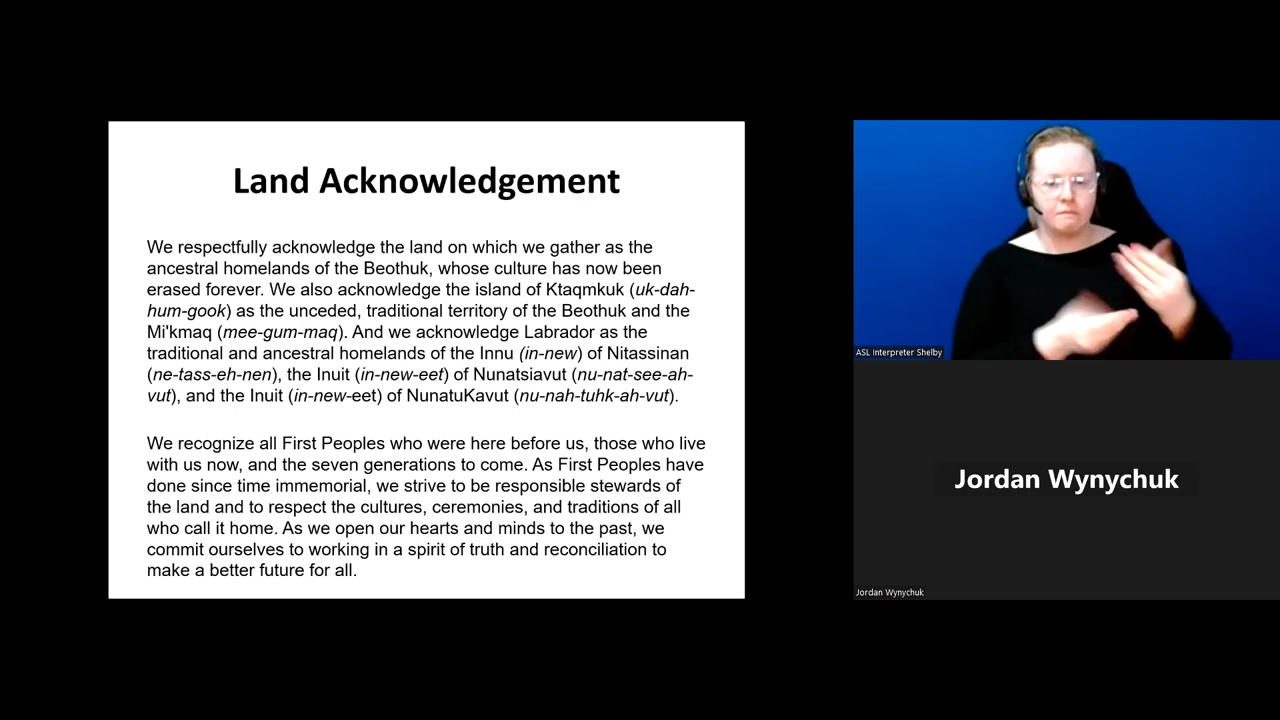 Land Acknowledgement
We respectfully acknowledge the land on which we gather as the
ancestral homelands of the Beothuk, whose culture has now been
erased forever. We also acknowledge the island of Ktaqmkuk (uk-dah-
hum-gook) as the unceded, traditional territory of the Beothuk and the
Mi'kmaq (mee-gum-maq). And we acknowledge Labrador as the
traditional and ancestral homelands of the Innu (in-new) of Nitassinan
(ne-tass-eh-nen), the Inuit (in-new-eet) of Nunatsiavut (nu-nat-see-ah-
vut), and the Inuit (in-new-eet) of NunatuKavut (nu-nah-tuhk-ah-vut).
We recognize all First Peoples who were here before us, those who live
with us now, and the seven generations to come. As First Peoples have
done since time immemorial, we strive to be responsible stewards of
the land and to respect the cultures, ceremonies, and traditions of all
who call it home. As we open our hearts and minds to the past, we
commit ourselves to working in a spirit of truth and reconciliation to
make a better future for all.
ASL Interpreter Shelby
Jordan Wynychuk
Jordan Wynychuk